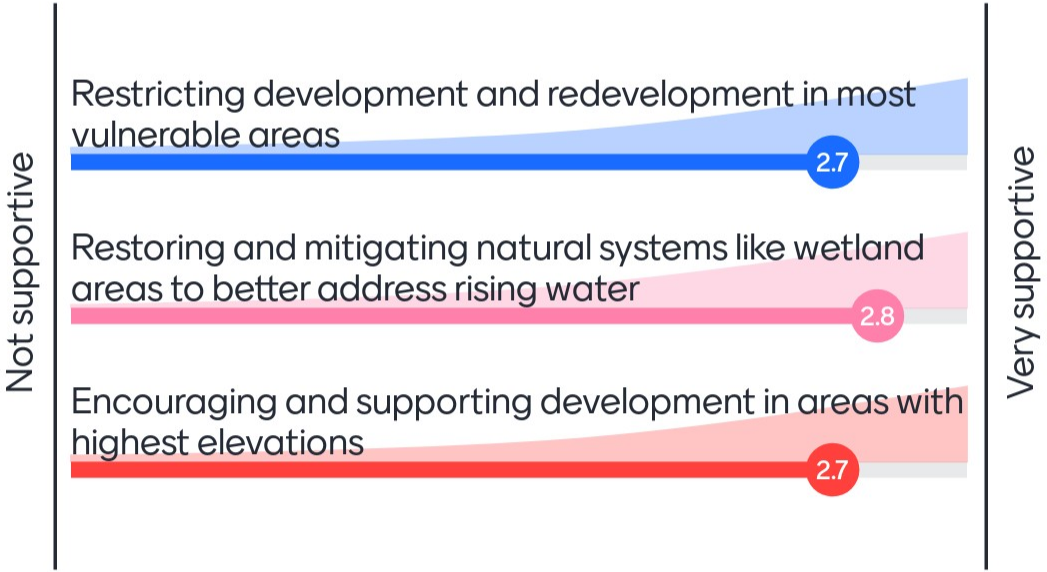 Not supportive
Restricting development and redevelopment in most
vulnerable areas
2.7
Restoring and mitigating natural systems like wetland
areas to better address rising water
2.8
Encouraging and supporting development in areas with
highest elevations
2.7
Very supportive